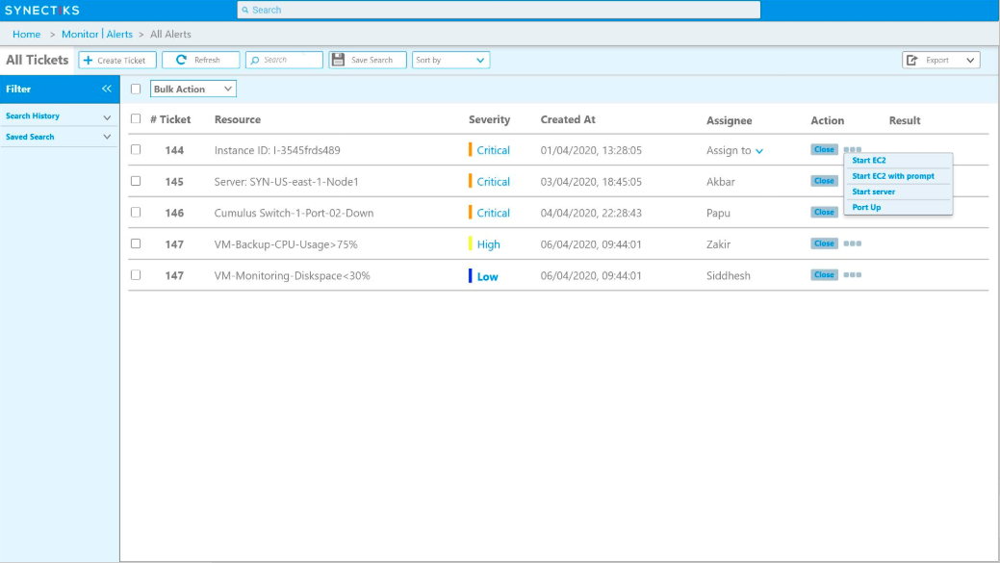 SYNECTIKS
Search
Home > Monitor | Alerts > All Alerts
All Tickets
Create Ticket
Refresh
Search
Save Search
Sort by
Export
Filter
Bulk Action
Search History
Saved Search
# Ticket Resource Severity Created At Assignee Action Result
144 Instance ID: I-3545frds489 Critical 01/04/2020, 13:28:05 Assign to Close
Start EC2
Start EC2 with prompt
Start server
Port Up
145 Server: SYN-US-east-1-Node1 Critical 03/04/2020, 18:45:05 Akbar Close
146 Cumulus Switch-1-Port-02-Down Critical 04/04/2020, 22:28:43 Papu Close
147 VM-Backup-CPU-Usage>75% High 06/04/2020, 09:44:01 Zakir Close
147 VM-Monitoring-Diskspace<30% Low 06/04/2020, 09:44:01 Siddhesh Close